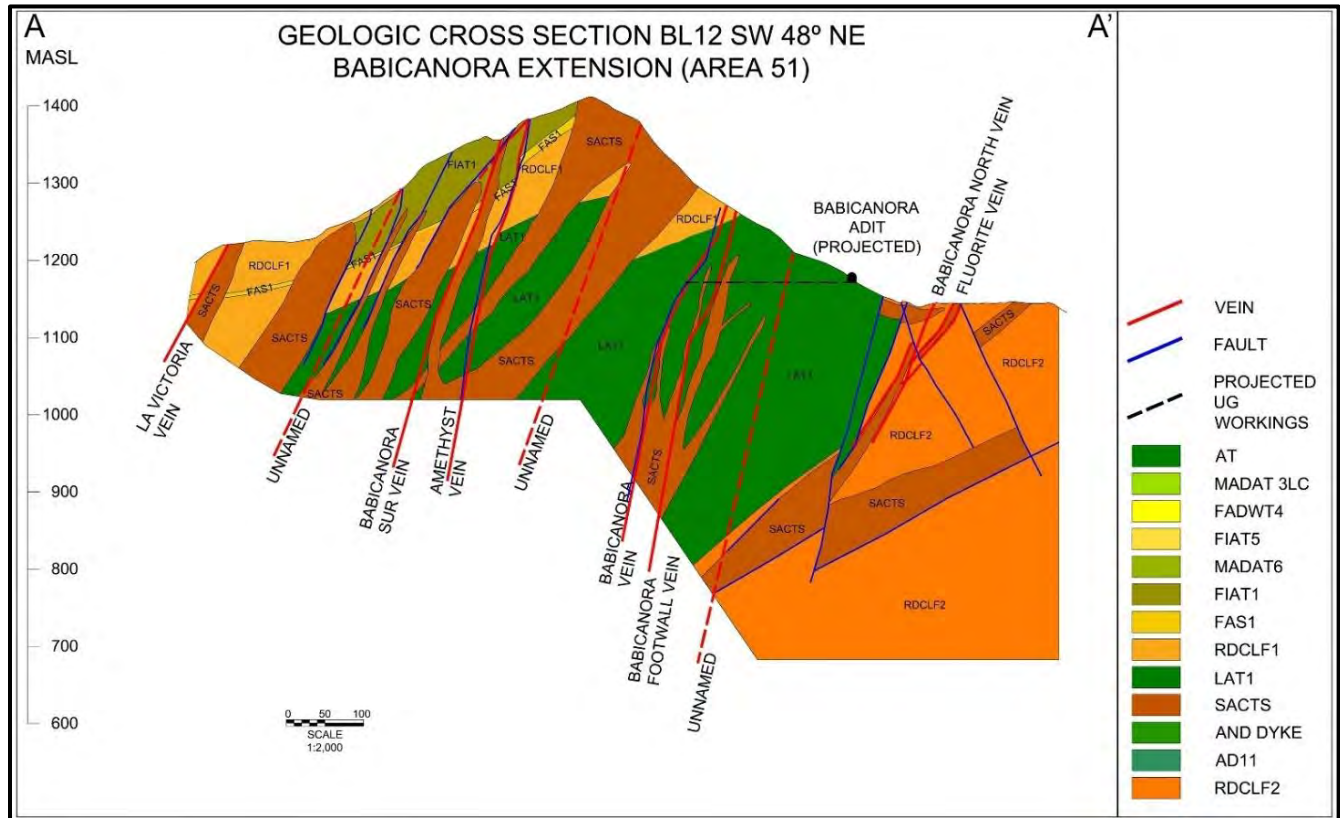 A
A'
MASL
GEOLOGIC CROSS SECTION BL12 SW 48º NE
BABICANORA EXTENSION (AREA 51)
1400
1300
1200
1100
1000
900
800
700
600
BABICANORA
ADIT
(PROJECTED)
BABICANORA NORTH VEIN
FLUORITE VEIN
SACTS
FAS1
FIAT1
RDCLF1
FAS1
RDCLF1
RDCLF1
FAS1
LAT1
FAS1
SACTS
SACTS
LAT1
SACTS
SACTS
SACTS
LAT1
LAT1
SACTS
RDCLF2
RDCLF2
SACTS
SACTS
SACTS
RDCLF2
LA VICTORIA
VEIN
UNNAMED
BABICANORA
SUR VEIN
AMETHYST
VEIN
UNNAMED
BABICANORA
VEIN
BABICANORA
FOOTWALL VEIN
UNNAMED
0 50 100
SCALE
1:2,000
VEIN
FAULT
PROJECTED
UG
WORKINGS
AT
MADAT 3LC
FADWT4
FIAT5
MADAT6
FIAT1
FAS1
RDCLF1
LAT1
SACTS
AND DYKE
AD11
RDCLF2